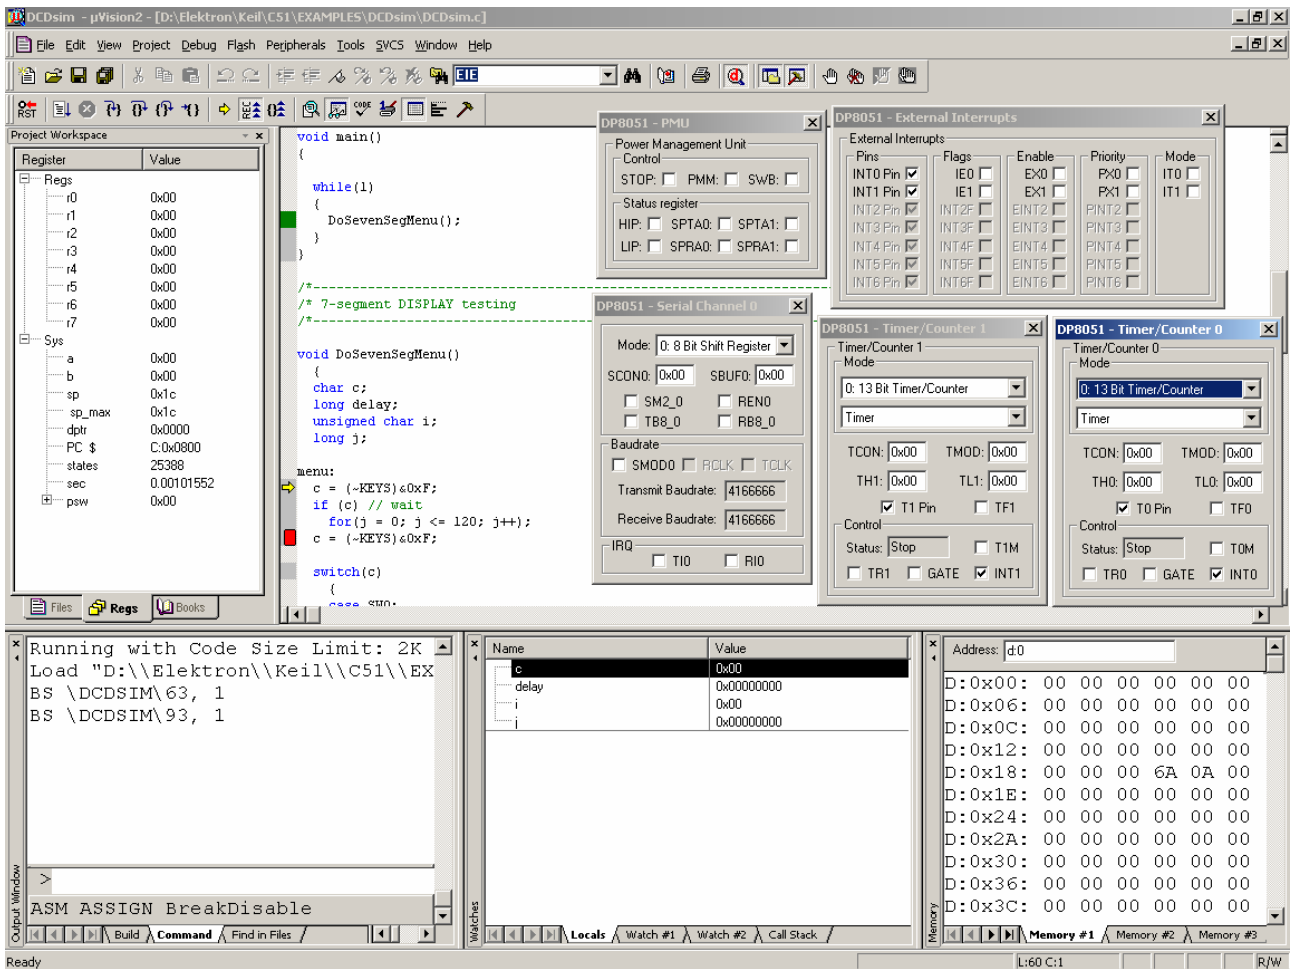 DCDsim - µVision2 - [D:\Elektron\Keil\C51\EXAMPLES\DCDsim\DCDsim.c]
File Edit View Project Debug Flash Peripherals Tools SVCS Window Help
EIE
RST
CODE
Project Workspace
Register Value
Regs
r0 0x00
r1 0x00
r2 0x00
r3 0x00
r4 0x00
r5 0x00
r6 0x00
r7 0x00
Sys
a 0x00
b 0x00
sp 0x1c
sp_max 0x1c
dptr 0x0000
PC $ C:0x0800
states 25388
sec 0.00101552
psw 0x00
Files Regs Books
void main()
{
while(1)
{
DoSevenSegMenu();
}
}
/*----------------------------------------
/* 7-segment DISPLAY testing
/*----------------------------------------
void DoSevenSegMenu()
{
char c;
long delay;
unsigned char i;
long j;
menu:
c = (~KEYS)&0xF;
if (c) // wait
for(j = 0; j <= 120; j++);
c = (~KEYS)&0xF;
switch(c)
{
case SW0:
DP8051 - PMU
Power Management Unit
Control
STOP: PMM: SWB:
Status register
HIP: SPTA0: SPTA1:
LIP: SPRA0: SPRA1:
DP8051 - External Interrupts
External Interrupts
Pins Flags Enable Priority Mode
INT0 Pin IE0 EX0 PX0 IT0
INT1 Pin IE1 EX1 PX1 IT1
INT2 Pin INT2F EINT2 PINT2
INT3 Pin INT3F EINT3 PINT3
INT4 Pin INT4F EINT4 PINT4
INT5 Pin INT5F EINT5 PINT5
INT6 Pin INT6F EINT6 PINT6
DP8051 - Serial Channel 0
Mode: 0: 8 Bit Shift Register
SCON0: 0x00 SBUF0: 0x00
SM2_0 REN0
TB8_0 RB8_0
Baudrate
SMOD0 RCLK TCLK
Transmit Baudrate: 4166666
Receive Baudrate: 4166666
IRQ
TI0 RI0
DP8051 - Timer/Counter 1
Timer/Counter 1
Mode
0: 13 Bit Timer/Counter
Timer
TCON: 0x00 TMOD: 0x00
TH1: 0x00 TL1: 0x00
T1 Pin TF1
Control
Status: Stop T1M
TR1 GATE INT1
DP8051 - Timer/Counter 0
Timer/Counter 0
Mode
0: 13 Bit Timer/Counter
Timer
TCON: 0x00 TMOD: 0x00
TH0: 0x00 TL0: 0x00
T0 Pin TF0
Control
Status: Stop T0M
TR0 GATE INT0
Running with Code Size Limit: 2K
Load "D:\\Elektron\\Keil\\C51\\EX
BS \DCDSIM\63, 1
BS \DCDSIM\93, 1
>
ASM ASSIGN BreakDisable
Output Window
Build Command Find in Files
Name Value
c 0x00
delay 0x00000000
i 0x00
j 0x00000000
Watches
Locals Watch #1 Watch #2 Call Stack
Address: d:0
D:0x00: 00 00 00 00 00 00
D:0x06: 00 00 00 00 00 00
D:0x0C: 00 00 00 00 00 00
D:0x12: 00 00 00 00 00 00
D:0x18: 00 00 00 6A 0A 00
D:0x1E: 00 00 00 00 00 00
D:0x24: 00 00 00 00 00 00
D:0x2A: 00 00 00 00 00 00
D:0x30: 00 00 00 00 00 00
D:0x36: 00 00 00 00 00 00
D:0x3C: 00 00 00 00 00 00
Memory
Memory #1 Memory #2 Memory #3
Ready L:60 C:1 R/W